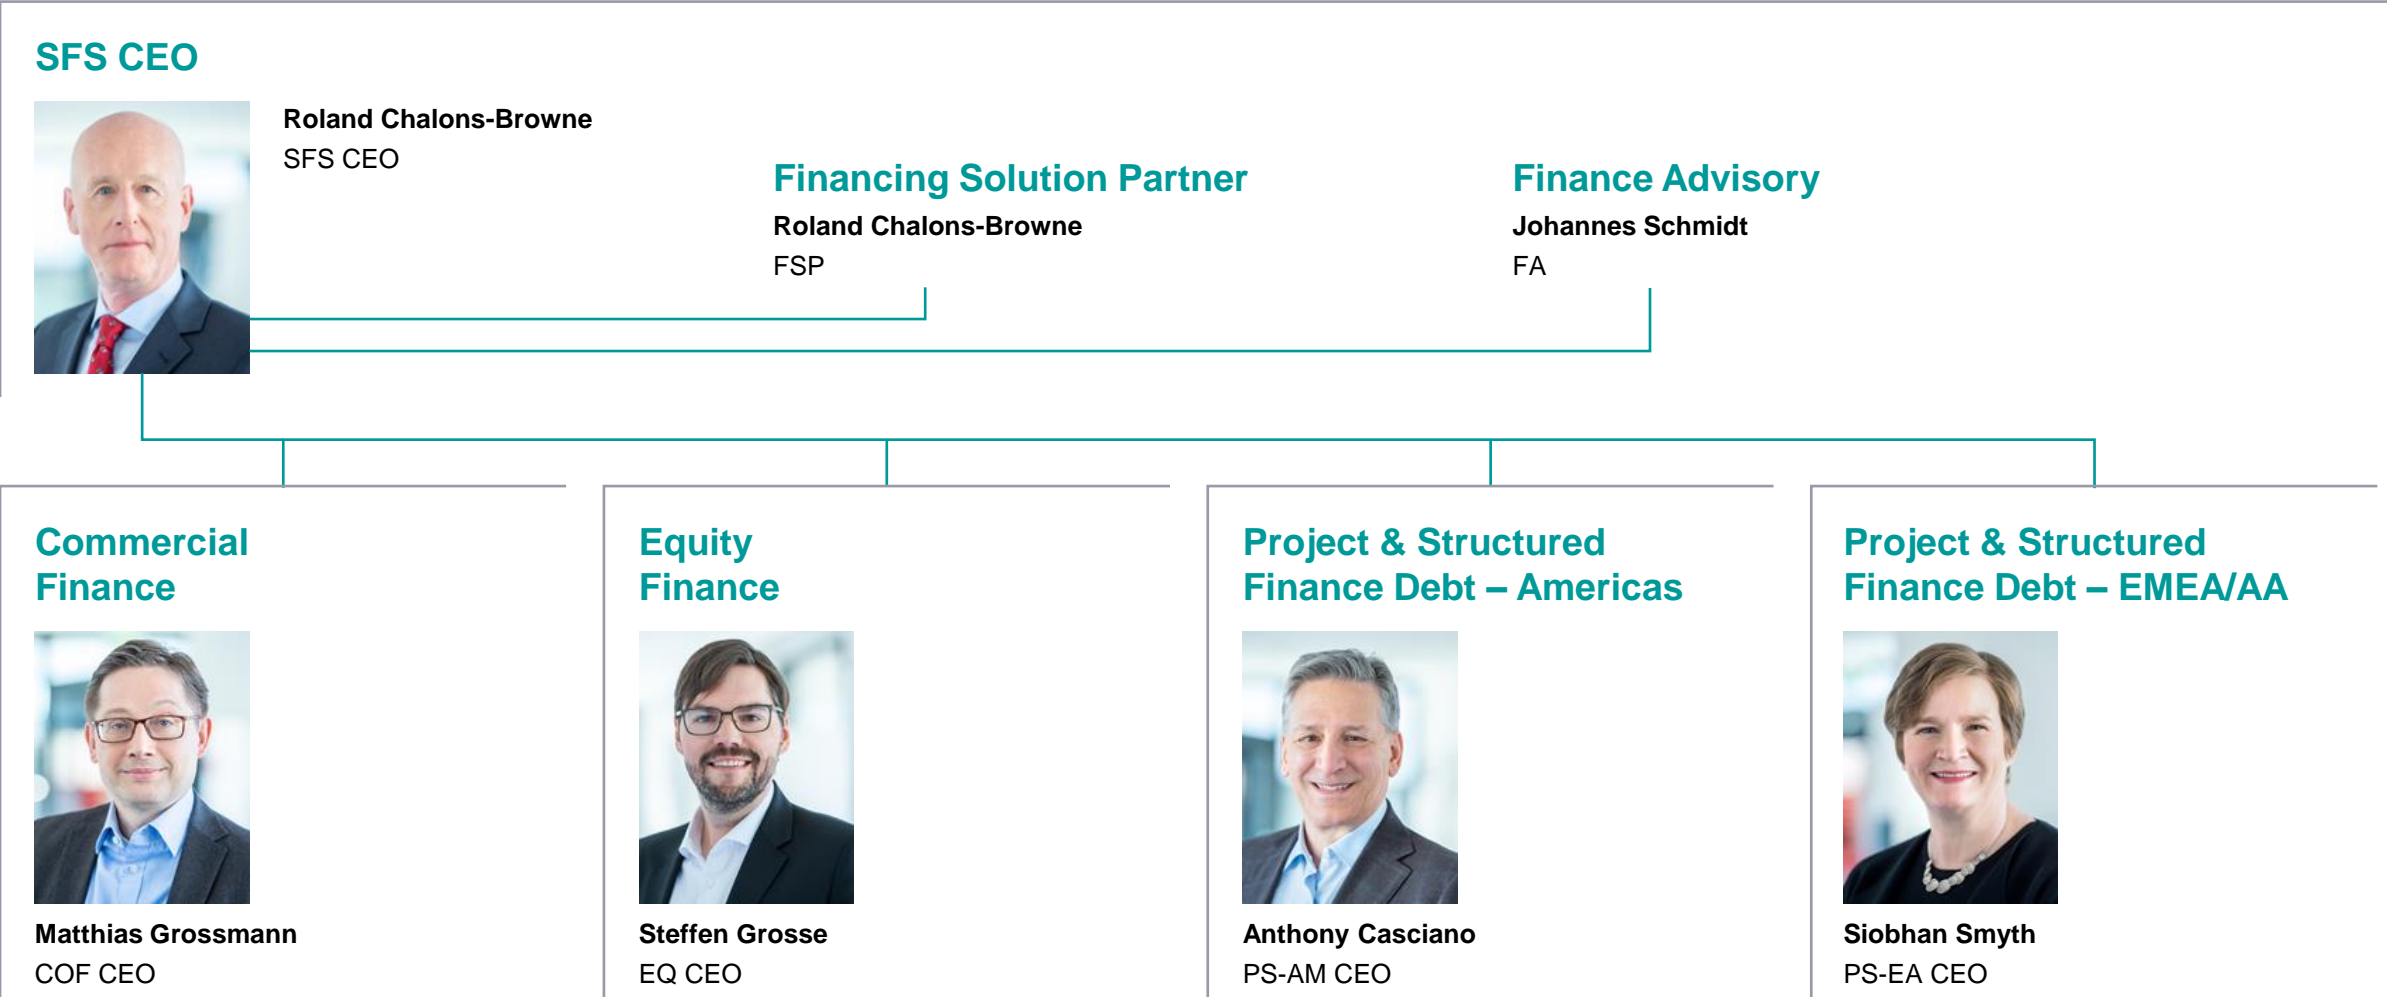 SFS CEO
Roland Chalons-Browne
SFS CEO
Financing Solution Partner
Roland Chalons-Browne
FSP
Finance Advisory
Johannes Schmidt
FA
Commercial
Finance
Matthias Grossmann
COF CEO
Equity
Finance
Steffen Grosse
EQ CEO
Project & Structured
Finance Debt – Americas
Anthony Casciano
PS-AM CEO
Project & Structured
Finance Debt – EMEA/AA
Siobhan Smyth
PS-EA CEO